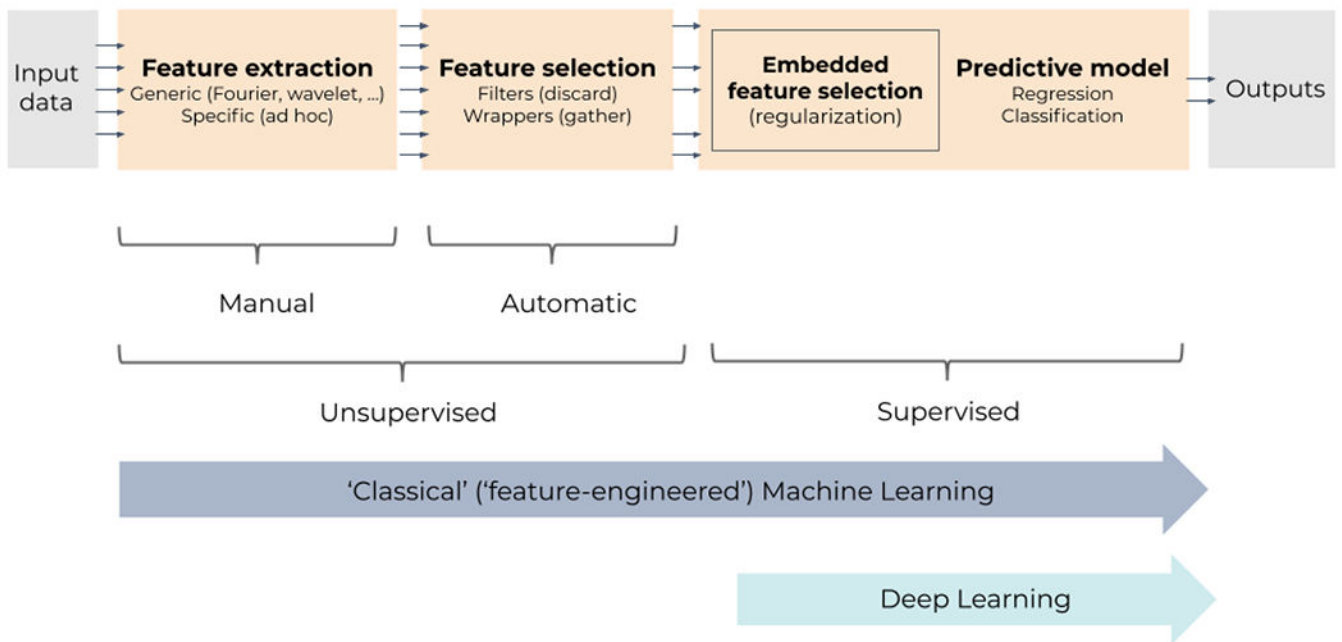 Input
data
Feature extraction
Generic (Fourier, wavelet, ...)
Specific (ad hoc)
Feature selection
Filters (discard)
Wrappers (gather)
Embedded
feature selection
(regularization)
Predictive model
Regression
Classification
Outputs
Manual
Automatic
Unsupervised
Supervised
‘Classical’ (‘feature-engineered’) Machine Learning
Deep Learning